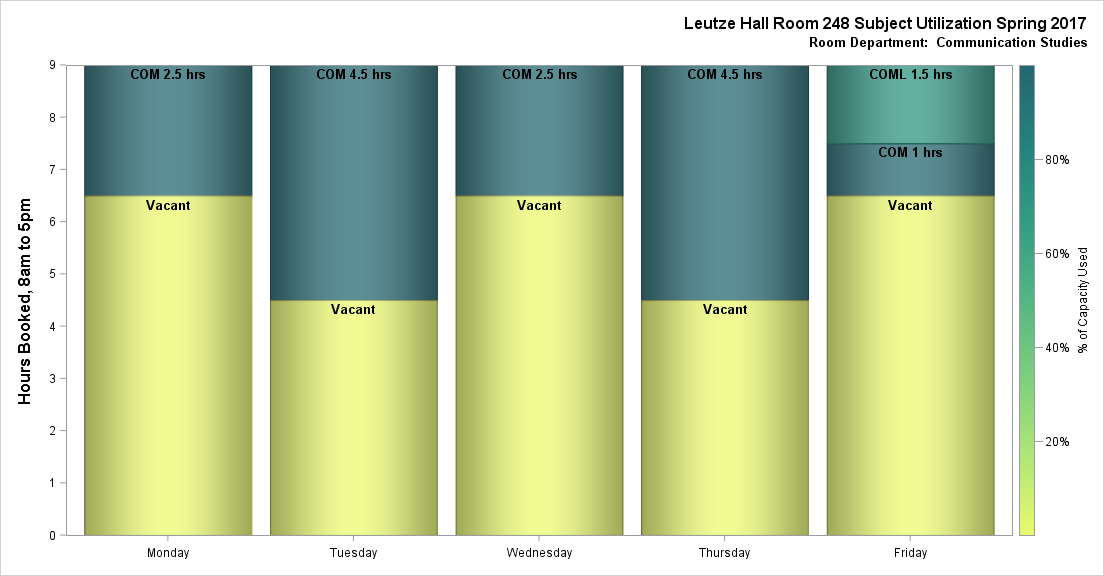 Leutze Hall Room 248 Subject Utilization Spring 2017
Room Department:  Communication Studies
Hours Booked, 8am to 5pm
9
8
7
6
5
4
3
2
1
0
COM 2.5 hrs
Vacant
COM 4.5 hrs
Vacant
COM 2.5 hrs
Vacant
COM 4.5 hrs
Vacant
COML 1.5 hrs
COM 1 hrs
Vacant
Monday
Tuesday
Wednesday
Thursday
Friday
80%
60%
40%
20%
% of Capacity Used